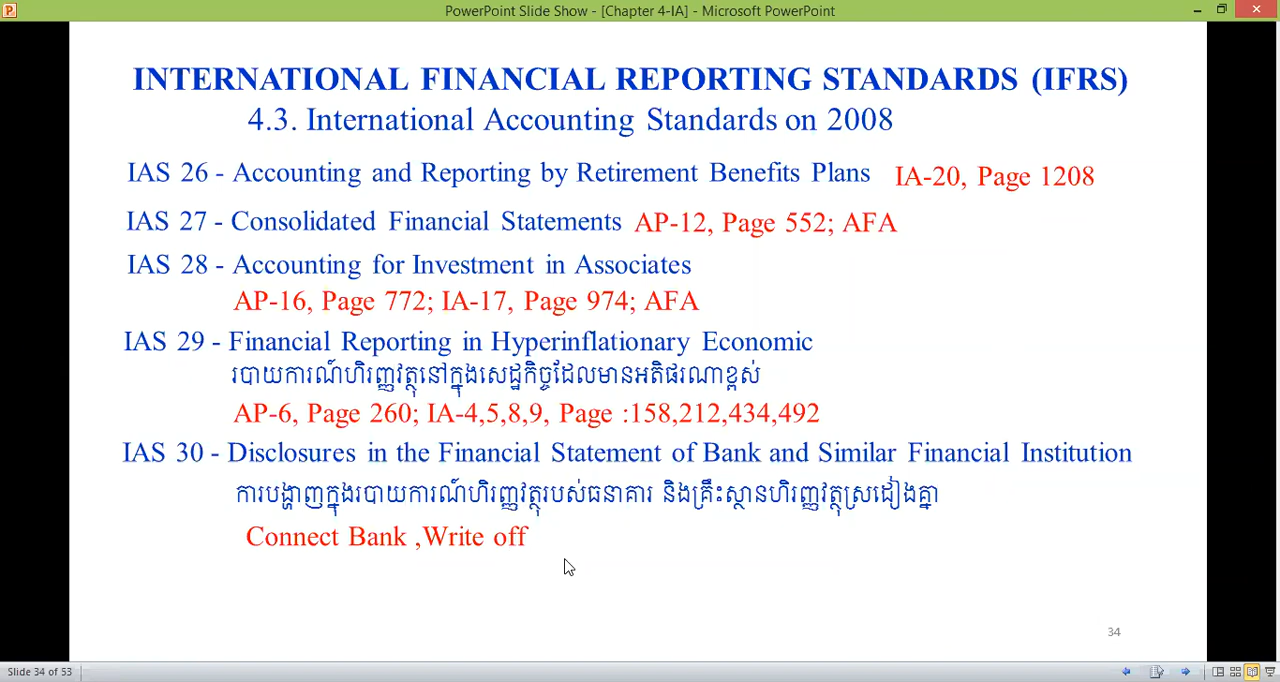 PowerPoint Slide Show - [Chapter 4-IA] - Microsoft PowerPoint
INTERNATIONAL FINANCIAL REPORTING STANDARDS (IFRS)
4.3. International Accounting Standards on 2008
IAS 26 - Accounting and Reporting by Retirement Benefits Plans IA-20, Page 1208
IAS 27 - Consolidated Financial Statements AP-12, Page 552; AFA
IAS 28 - Accounting for Investment in Associates
AP-16, Page 772; IA-17, Page 974; AFA
IAS 29 - Financial Reporting in Hyperinflationary Economic
របាយការណ៍ហិរញ្ញវត្ថុនៅក្នុងសេដ្ឋកិច្ចដែលមានអតិផរណាខ្ពស់
AP-6, Page 260; IA-4,5,8,9, Page :158,212,434,492
IAS 30 - Disclosures in the Financial Statement of Bank and Similar Financial Institution
ការបង្ហាញក្នុងរបាយការណ៍ហិរញ្ញវត្ថុរបស់ធនាគារ និងគ្រឹះស្ថានហិរញ្ញវត្ថុស្រដៀងគ្នា
Connect Bank ,Write off
34
Slide 34 of 53